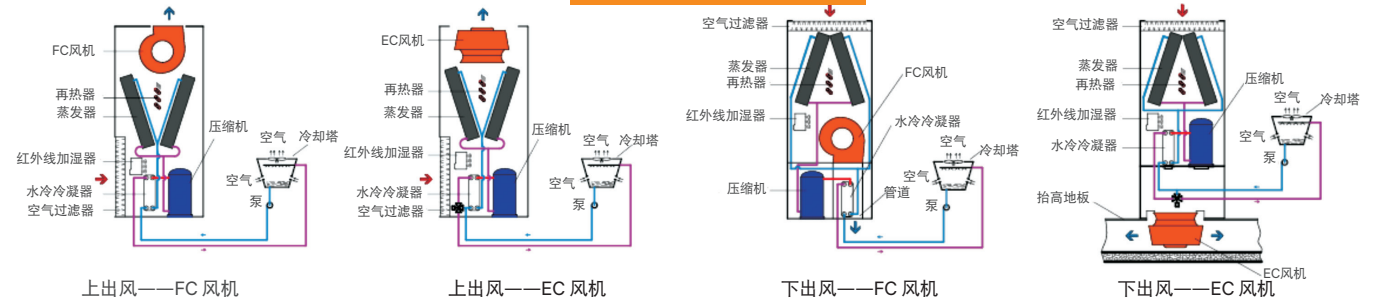 FC风机
再热器
蒸发器
压缩机
空气
冷却塔
红外线加湿器
空气
水冷冷凝器
泵
空气过滤器
上出风——FC 风机
EC风机
再热器
蒸发器
压缩机
空气
冷却塔
红外线加湿器
空气
水冷冷凝器
泵
空气过滤器
上出风——EC 风机
空气过滤器
蒸发器
FC风机
再热器
红外线加湿器
水冷冷凝器
空气
冷却塔
空气
压缩机
管道
泵
下出风——FC 风机
空气过滤器
蒸发器
压缩机
再热器
空气
冷却塔
红外线加湿器
空气
水冷冷凝器
泵
抬高地板
EC风机
下出风——EC 风机